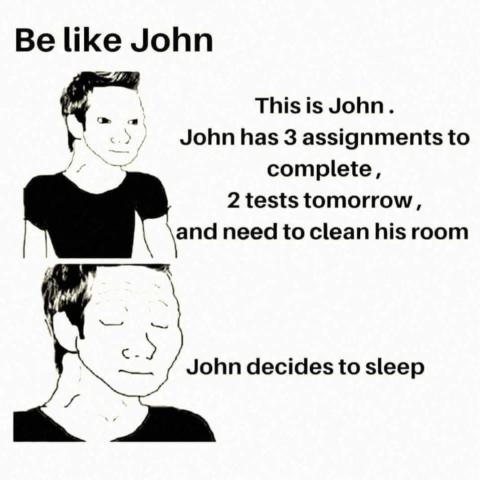 Be like John
This is John .
John has 3 assignments to
complete ,
2 tests tomorrow ,
and need to clean his room
John decides to sleep